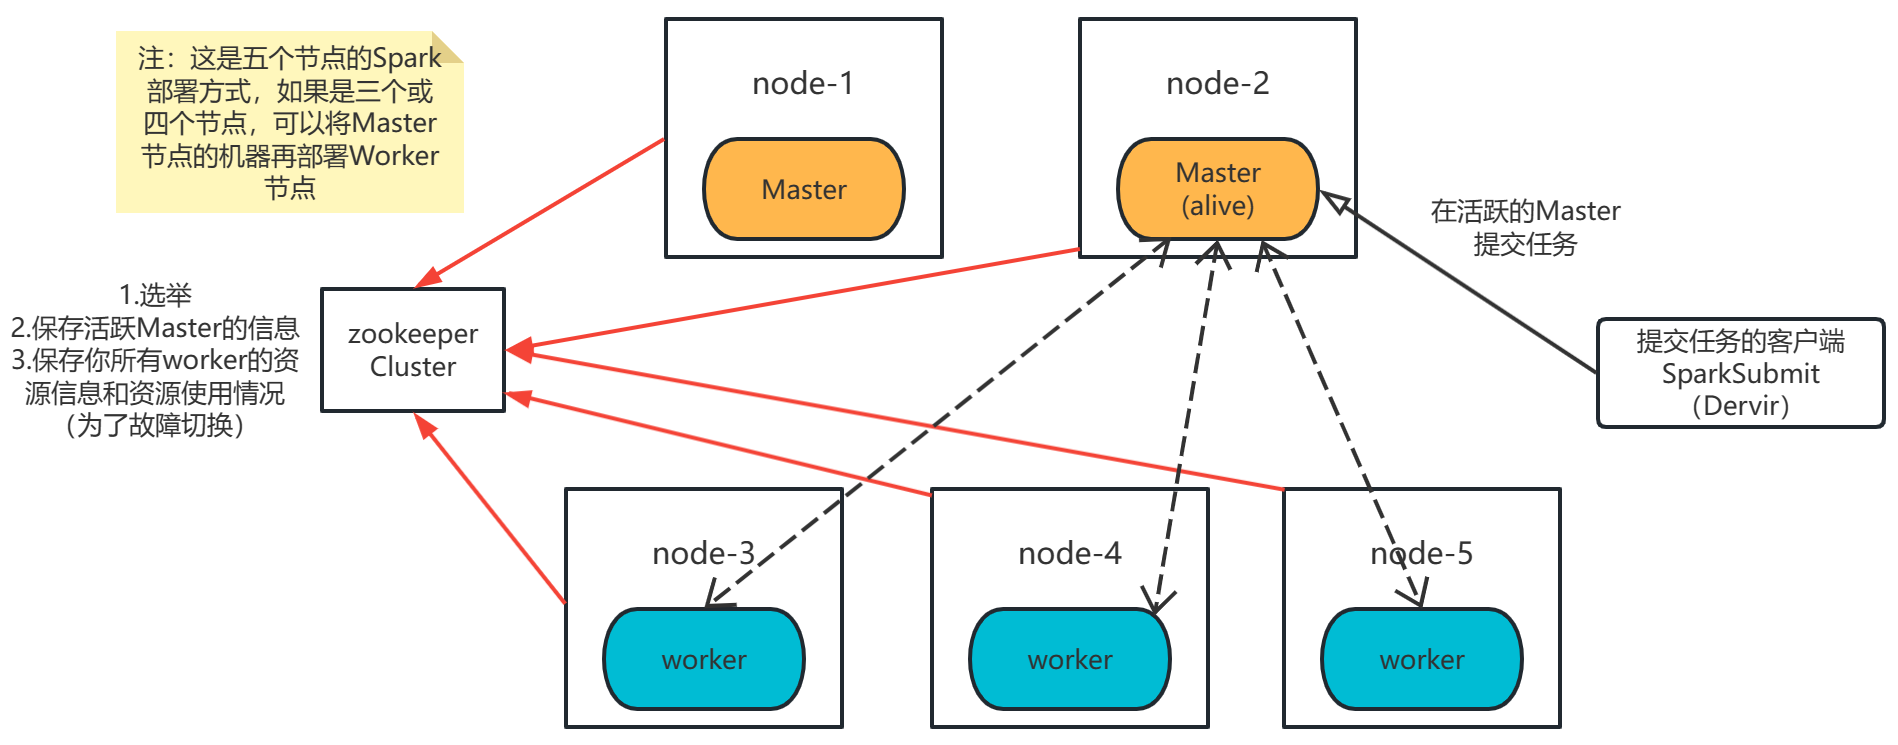 注：这是五个节点的Spark
部署方式，如果是三个或
四个节点，可以将Master
节点的机器再部署Worker
节点
node-1
Master
node-2
Master
(alive)
在活跃的Master
提交任务
1.选举
2.保存活跃Master的信息
3.保存你所有worker的资
源信息和资源使用情况
（为了故障切换）
zookeeper
Cluster
提交任务的客户端
SparkSubmit
（Dervir）
node-3
worker
node-4
worker
node-5
worker